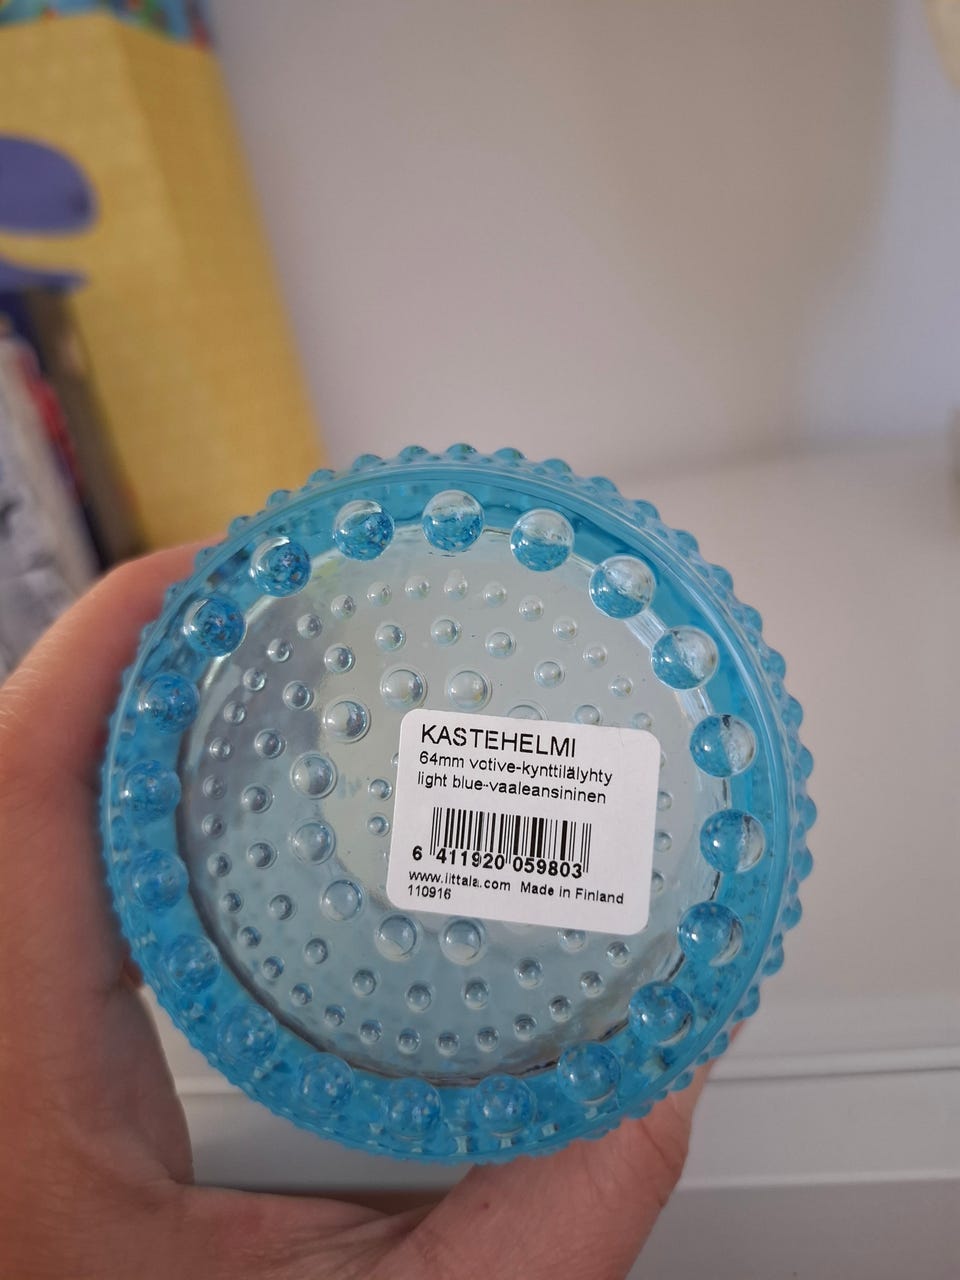 KASTEHELMI
64mm votive-kynttilälyhty
light blue-vaaleansininen
6 411920 059803
www.iittala.com Made in Finland
110916